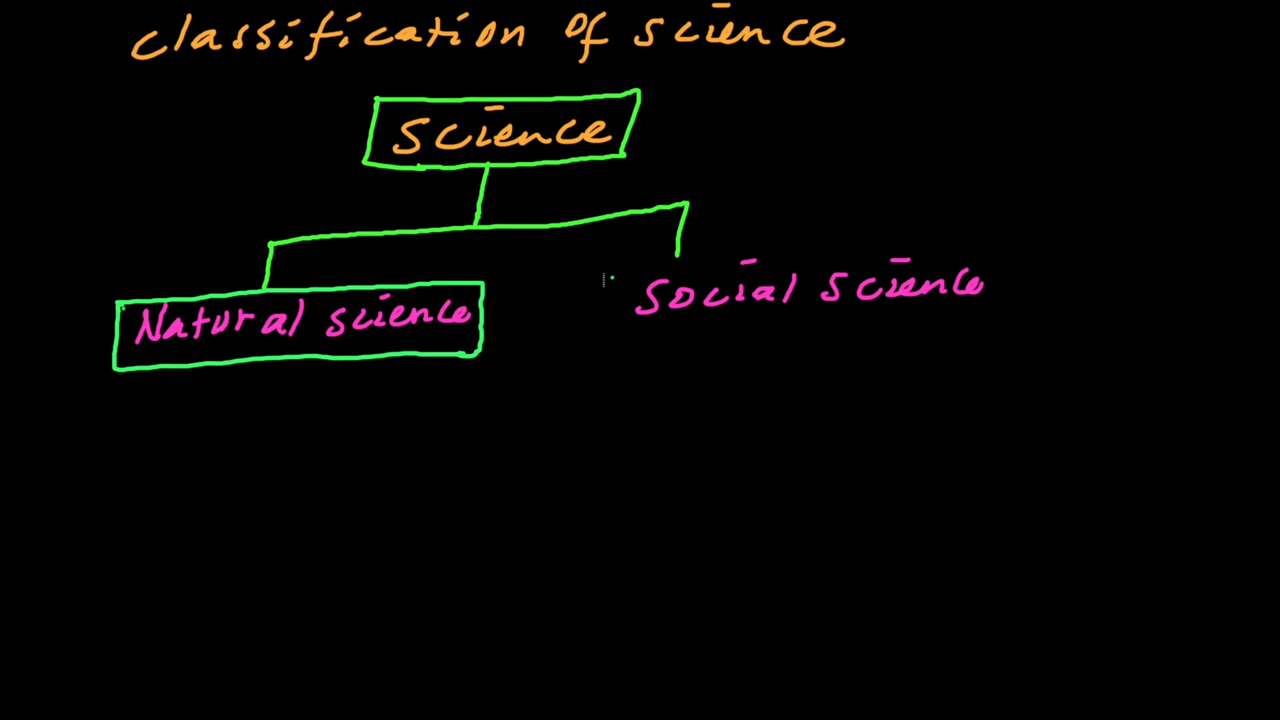 classification of science
science
Natural science
social science